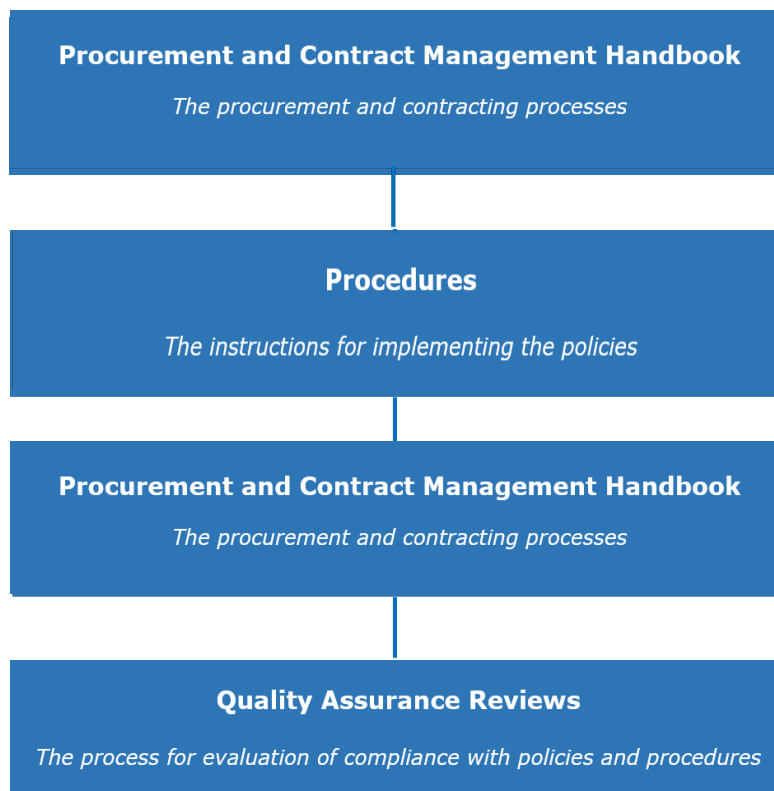 Procurement and Contract Management Handbook
The procurement and contracting processes
Procedures
The instructions for implementing the policies
Procurement and Contract Management Handbook
The procurement and contracting processes
Quality Assurance Reviews
The process for evaluation of compliance with policies and procedures